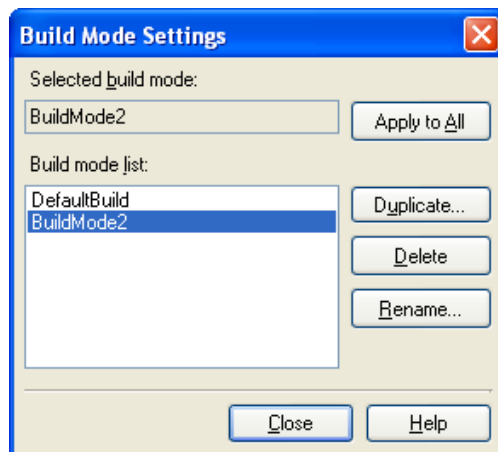 Build Mode Settings
Selected build mode:
BuildMode2
Apply to All
Build mode list:
DefaultBuild
BuildMode2
Duplicate...
Delete
Rename...
Close
Help